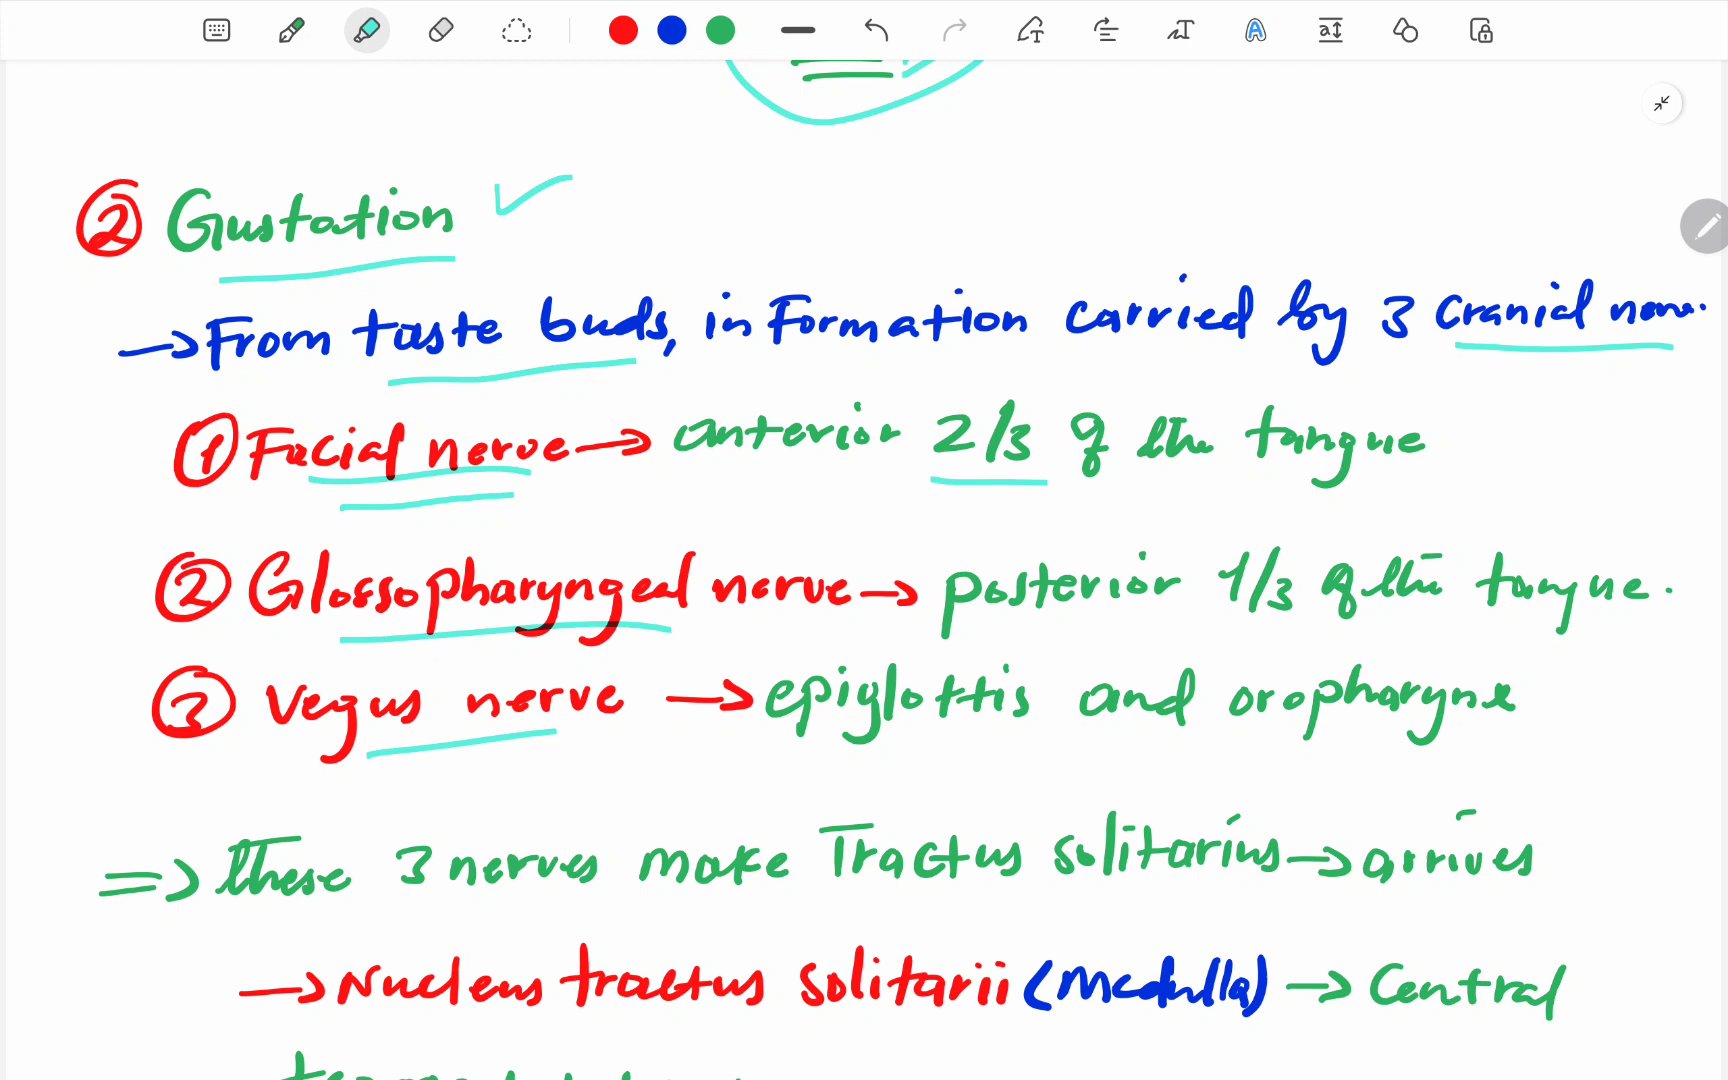 ② Gustation
→ From taste buds, information carried by 3 cranial
① Facial nerve → anterior 2/3 of the tongue
② Glossopharyngeal nerve → posterior 1/3 of the tongue.
③ Vegus nerve → epiglottis and oropharynx
⇒ These 3 nerves make Tractus solitarius → arrives
→ Nucleus tractus solitarii (Medulla) → Central